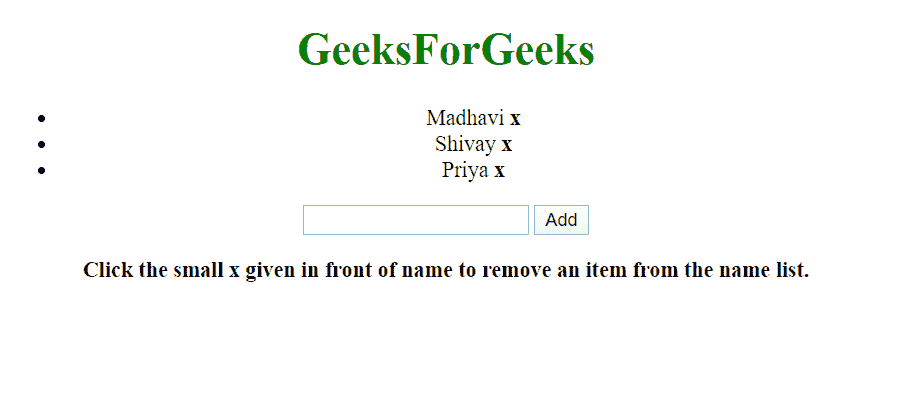 GeeksForGeeks
Madhavi x
Shivay x
Priya x
Add
Click the small x given in front of name to remove an item from the name list.